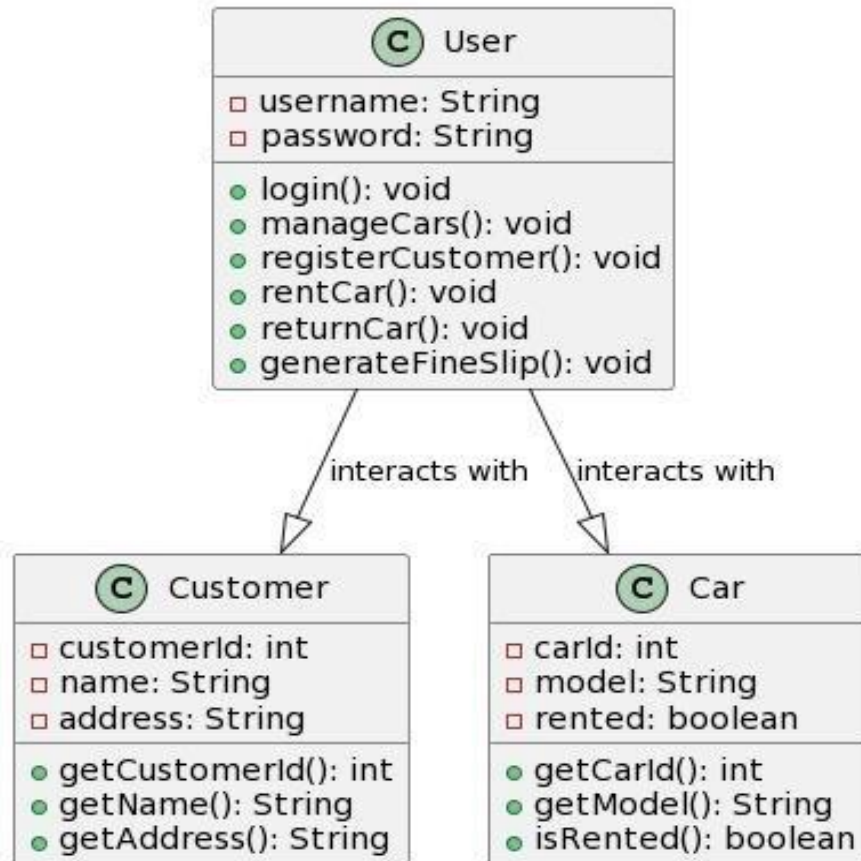 C User
username: String
password: String
login(): void
manageCars(): void
registerCustomer(): void
rentCar(): void
returnCar(): void
generateFineSlip(): void
interacts with
interacts with
C Customer
customerId: int
name: String
address: String
getCustomerId(): int
getName(): String
getAddress(): String
C Car
carId: int
model: String
rented: boolean
getCarId(): int
getModel(): String
isRented(): boolean